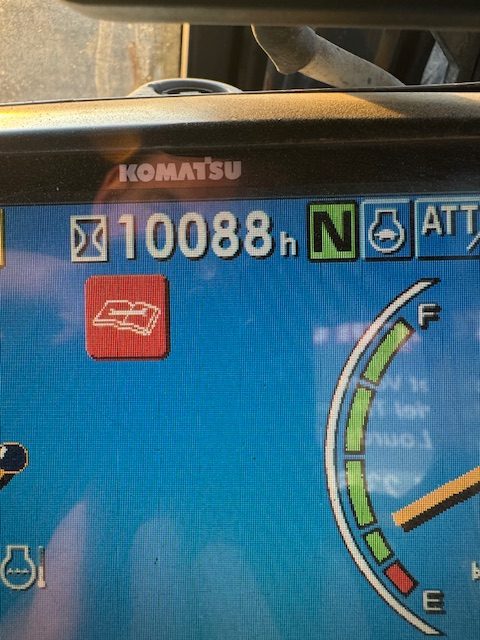 KOMATSU
10088h N ATT/
F
E